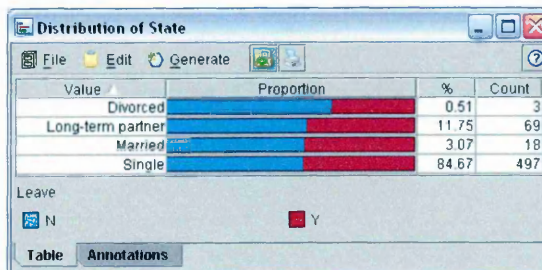 Distribution of State
File Edit Generate
Value Proportion % Count
Divorced 0.51 3
Long-term partner 11.75 69
Married 3.07 18
Single 84.67 497
Leave
N Y
Table Annotations